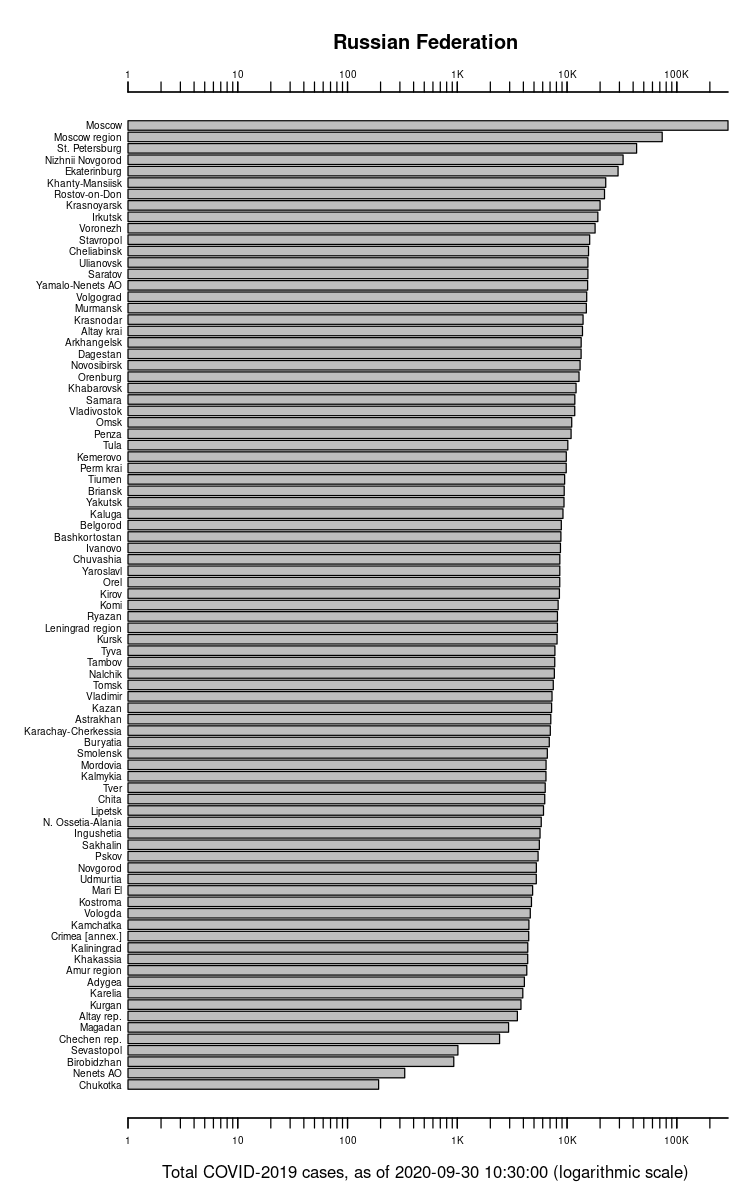 Russian Federation
1 10 100 1K 10K 100K
Moscow
Moscow region
St. Petersburg
Nizhnii Novgorod
Ekaterinburg
Khanty-Mansiisk
Rostov-on-Don
Krasnoyarsk
Irkutsk
Voronezh
Stavropol
Cheliabinsk
Ulianovsk
Saratov
Yamalo-Nenets AO
Volgograd
Murmansk
Krasnodar
Altay krai
Arkhangelsk
Dagestan
Novosibirsk
Orenburg
Khabarovsk
Samara
Vladivostok
Omsk
Penza
Tula
Kemerovo
Perm krai
Tiumen
Briansk
Yakutsk
Kaluga
Belgorod
Bashkortostan
Ivanovo
Chuvashia
Yaroslavl
Orel
Kirov
Komi
Ryazan
Leningrad region
Kursk
Tyva
Tambov
Nalchik
Tomsk
Vladimir
Kazan
Astrakhan
Karachay-Cherkessia
Buryatia
Smolensk
Mordovia
Kalmykia
Tver
Chita
Lipetsk
N. Ossetia-Alania
Ingushetia
Sakhalin
Pskov
Novgorod
Udmurtia
Mari El
Kostroma
Vologda
Kamchatka
Crimea [annex.]
Kaliningrad
Khakassia
Amur region
Adygea
Karelia
Kurgan
Altay rep.
Magadan
Chechen rep.
Sevastopol
Birobidzhan
Nenets AO
Chukotka
1 10 100 1K 10K 100K
Total COVID-2019 cases, as of 2020-09-30 10:30:00 (logarithmic scale)